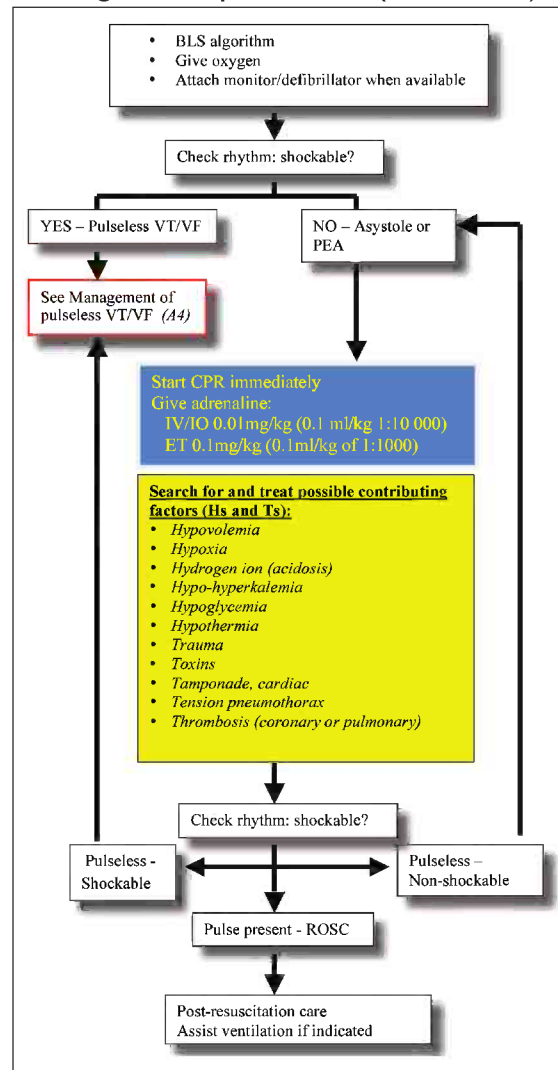 • BLS algorithm
• Give oxygen
• Attach monitor/defibrillator when available
Check rhythm: shockable?
YES – Pulseless VT/VF
NO – Asystole or
PEA
See Management of
pulseless VT/VF (A4)
Start CPR immediately
Give adrenaline:
IV/IO 0.01mg/kg (0.1 ml/kg 1:10 000)
ET 0.1mg/kg (0.1ml/kg of 1:1000)
Search for and treat possible contributing
factors (Hs and Ts):
• Hypovolemia
• Hypoxia
• Hydrogen ion (acidosis)
• Hypo-hyperkalemia
• Hypoglycemia
• Hypothermia
• Trauma
• Toxins
• Tamponade, cardiac
• Tension pneumothorax
• Thrombosis (coronary or pulmonary)
Check rhythm: shockable?
Pulseless -
Shockable
Pulseless –
Non-shockable
Pulse present - ROSC
Post-resuscitation care
Assist ventilation if indicated